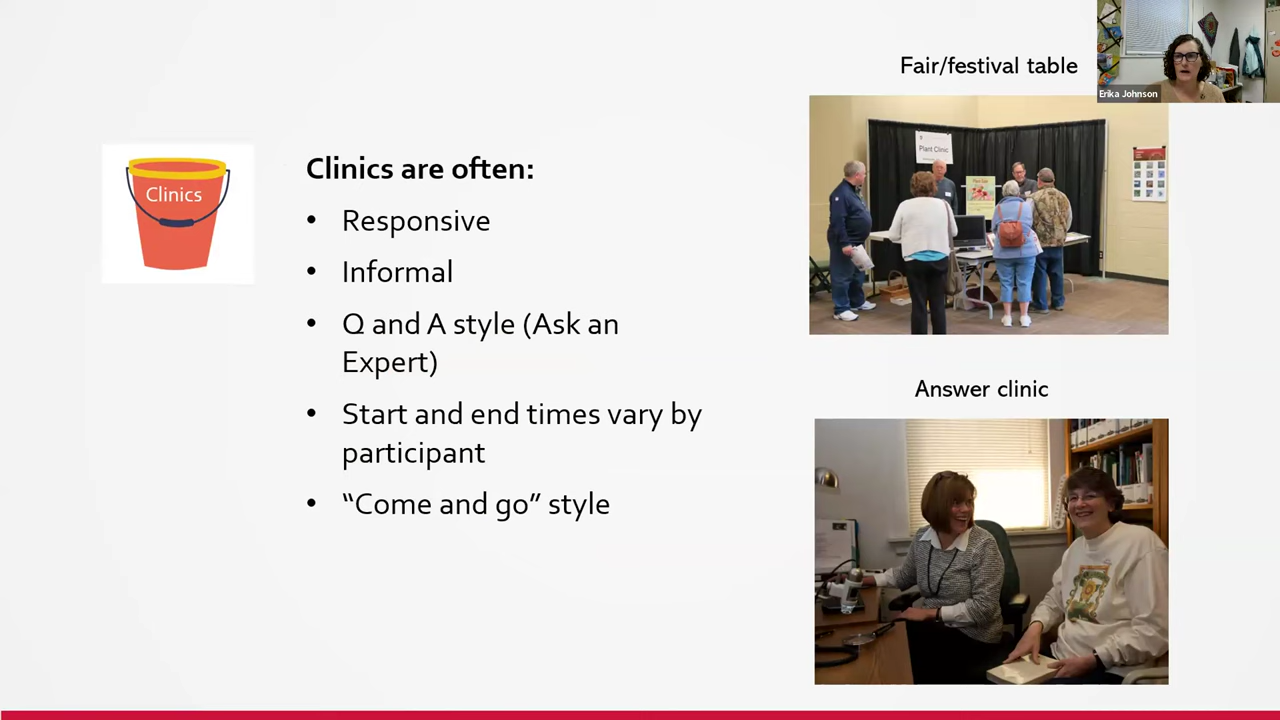 Fair/festival table
Erika Johnson
Clinics
Clinics are often:
• Responsive
• Informal
• Q and A style (Ask an
Expert)
• Start and end times vary by
participant
• “Come and go” style
Plant Clinic
Answer clinic